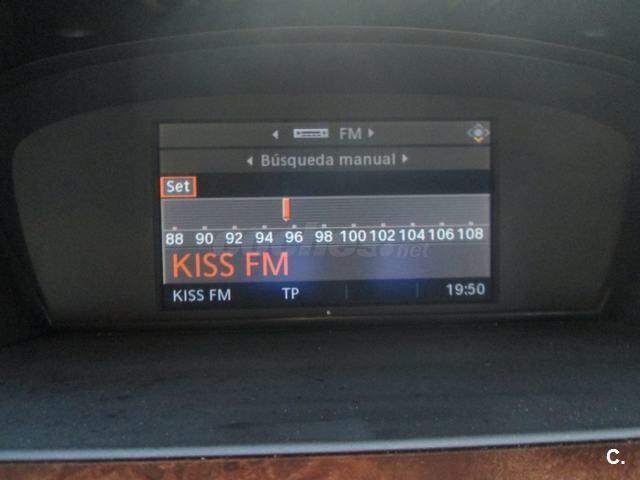 FM
Búsqueda manual
Set
88 90 92 94 96 98 100 102 104 106 108
KISS FM
KISS FM TP 19:50
C.